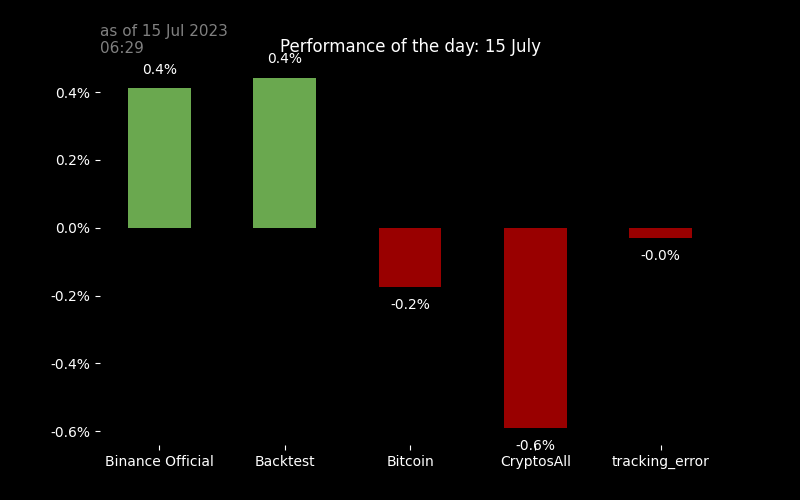 as of 15 Jul 2023
06:29
Performance of the day: 15 July
0.4%
0.4%
0.4%
0.2%
0.0%
-0.2%
-0.4%
-0.6%
-0.2%
-0.6%
-0.0%
Binance Official
Backtest
Bitcoin
CryptosAll
tracking_error